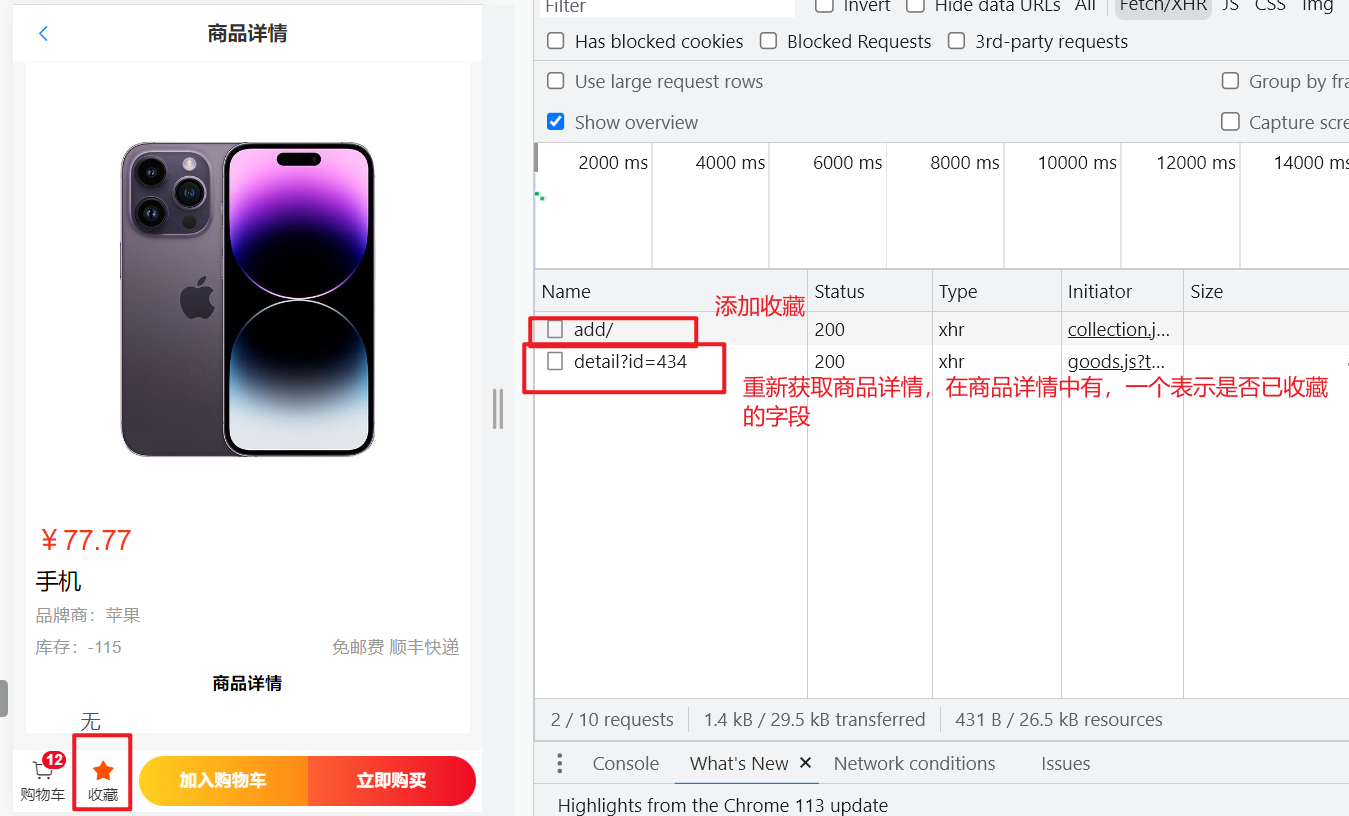 商品详情
￥77.77
手机
品牌商：苹果
库存：-115 免邮费 顺丰快递
商品详情
无
12
购物车 收藏 加入购物车 立即购买
Filter Invert Hide data URLs All Fetch/XHR JS CSS Img
Has blocked cookies Blocked Requests 3rd-party requests
Use large request rows Group by fra
Show overview Capture scre
2000 ms 4000 ms 6000 ms 8000 ms 10000 ms 12000 ms 14000 ms
Name Status Type Initiator Size
添加收藏
add/ 200 xhr collection.j...
detail?id=434 200 xhr goods.js?t...
重新获取商品详情，在商品详情中有，一个表示是否已收藏
的字段
2 / 10 requests 1.4 kB / 29.5 kB transferred 431 B / 26.5 kB resources
Console What's New Network conditions Issues
Highlights from the Chrome 113 update